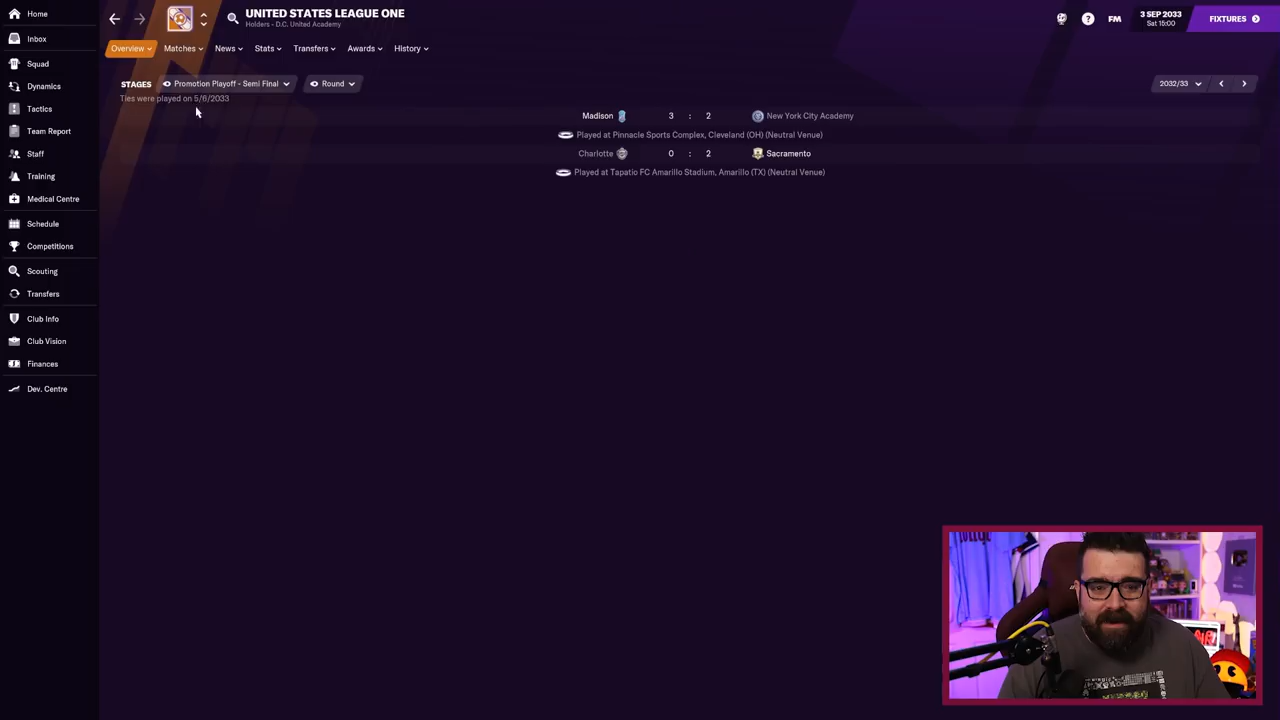 Home
Inbox
Squad
Dynamics
Tactics
Team Report
Staff
Training
Medical Centre
Schedule
Competitions
Scouting
Transfers
Club Info
Club Vision
Finances
Dev. Centre
UNITED STATES LEAGUE ONE
Holders - D.C. United Academy
FM
3 SEP 2033
Sat 15:00
FIXTURES
Overview Matches News Stats Transfers Awards History
STAGES Promotion Playoff - Semi Final Round 2032/33
Ties were played on 5/6/2033
Madison 3 : 2 New York City Academy
Played at Pinnacle Sports Complex, Cleveland (OH) (Neutral Venue)
Charlotte 0 : 2 Sacramento
Played at Tapatio FC Amarillo Stadium, Amarillo (TX) (Neutral Venue)